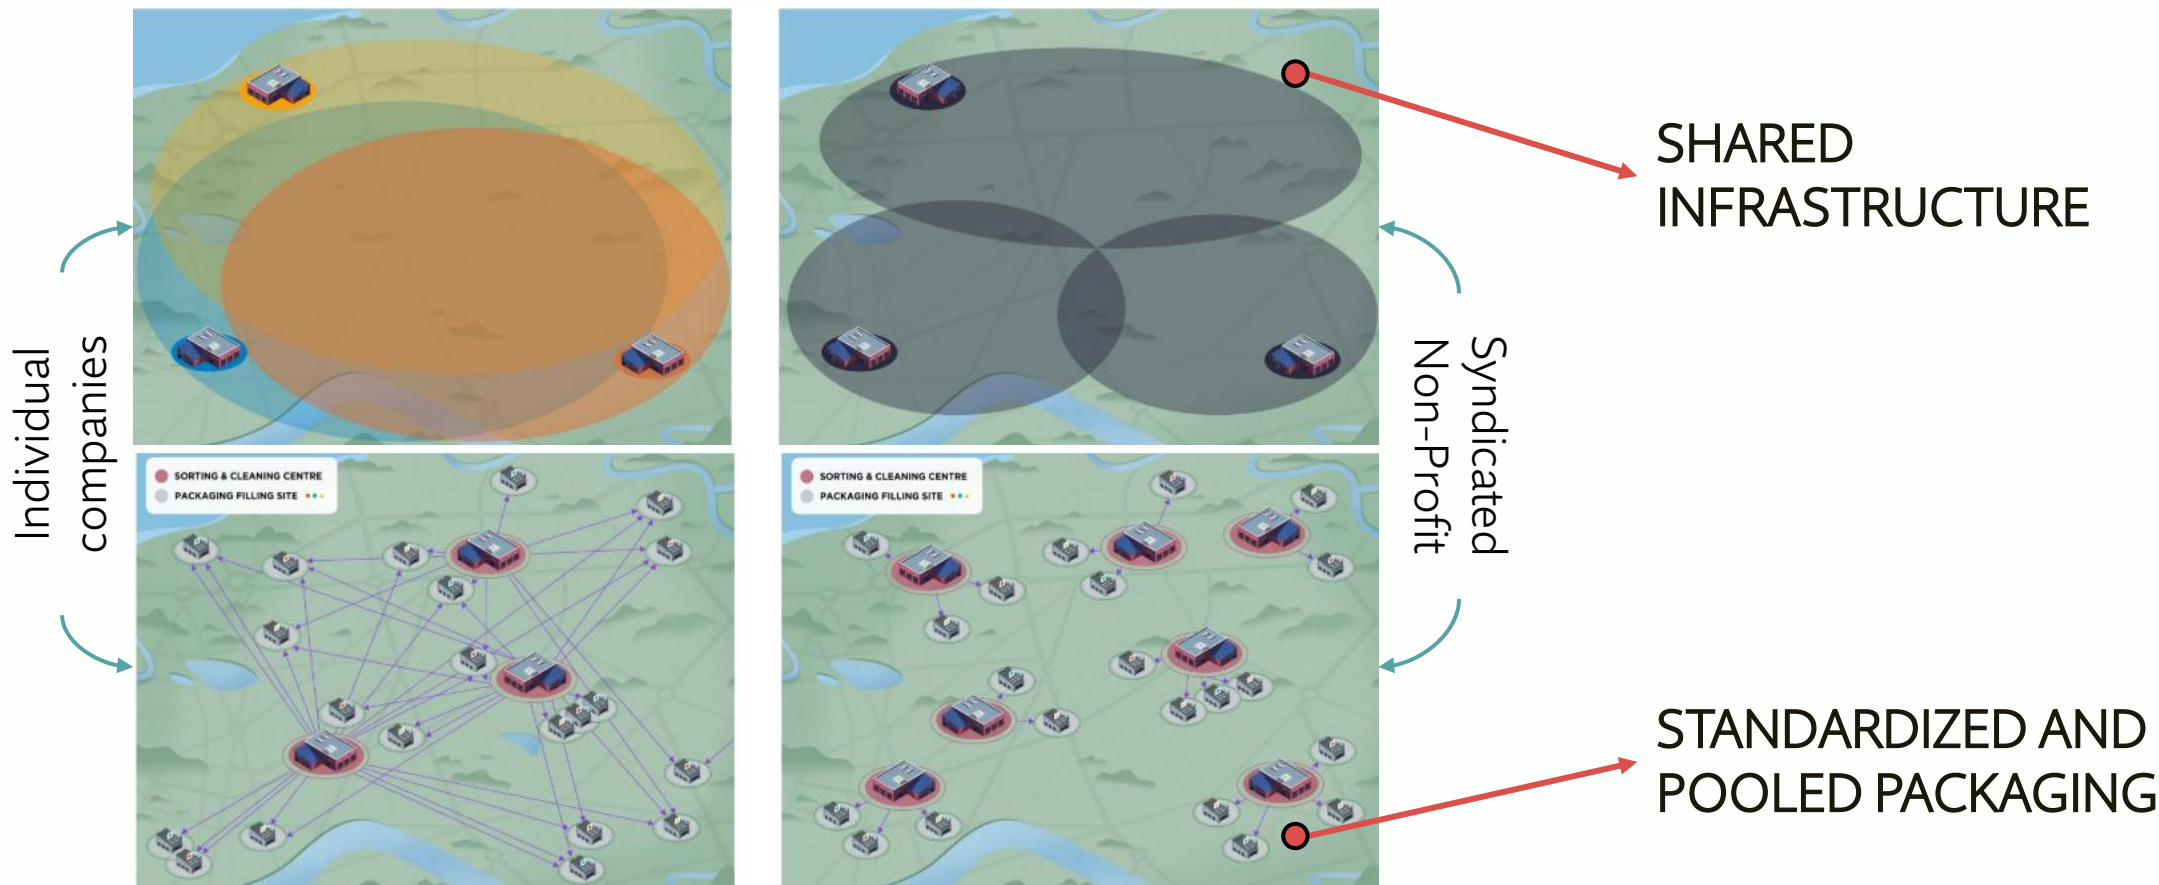 Individual
companies
SORTING & CLEANING CENTRE
PACKAGING FILLING SITE
SORTING & CLEANING CENTRE
PACKAGING FILLING SITE
Syndicated
Non-Profit
SHARED
INFRASTRUCTURE
STANDARDIZED AND
POOLED PACKAGING